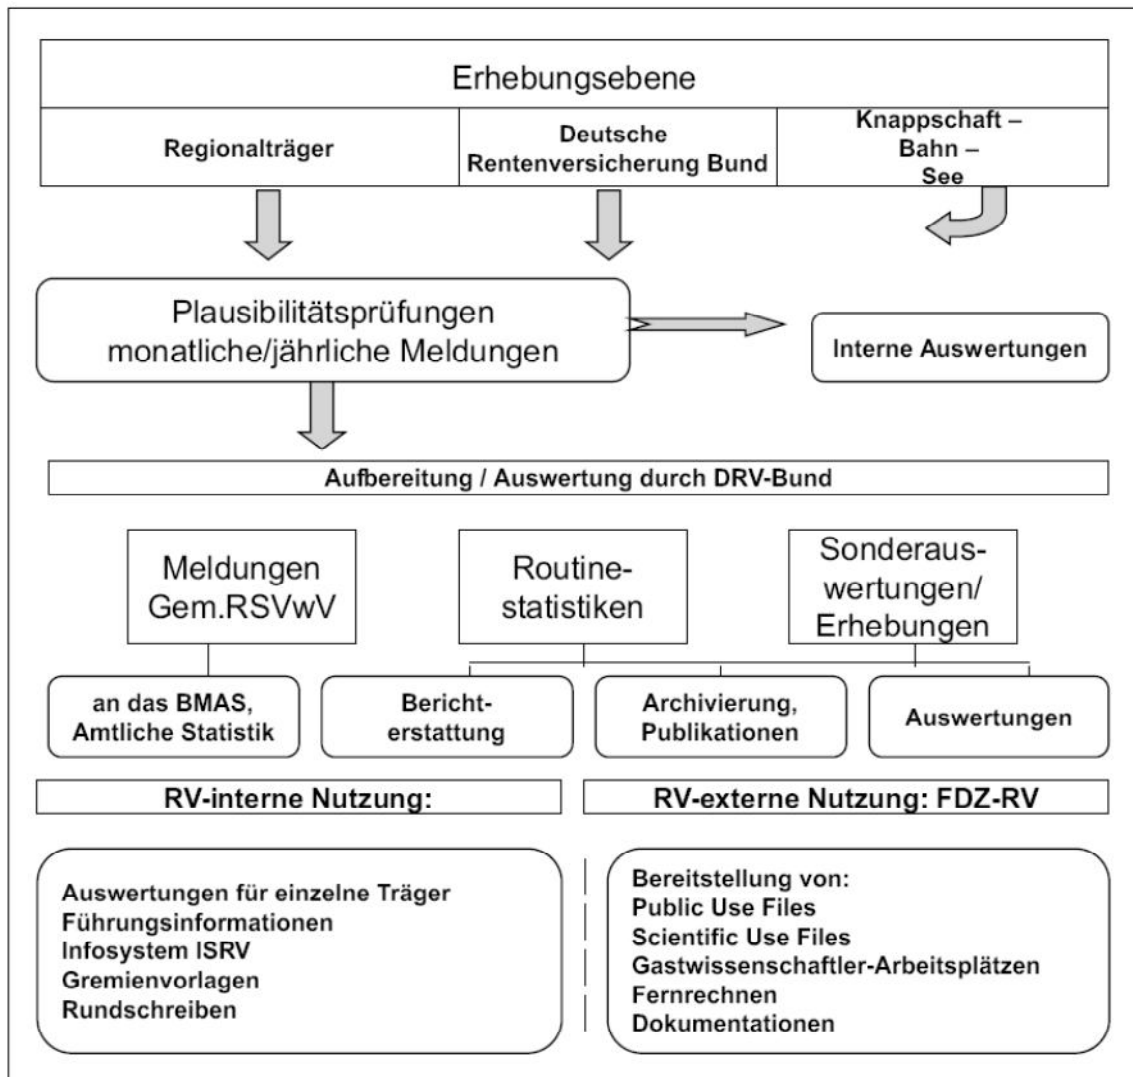 Erhebungsebene
Regionalträger
Deutsche
Rentenversicherung Bund
Knappschaft –
Bahn –
See
Plausibilitätsprüfungen
monatliche/jährliche Meldungen
Interne Auswertungen
Aufbereitung / Auswertung durch DRV-Bund
Meldungen
Gem.RSVwV
Routine-
statistiken
Sonderaus-
wertungen/
Erhebungen
an das BMAS,
Amtliche Statistik
Bericht-
erstattung
Archivierung,
Publikationen
Auswertungen
RV-interne Nutzung:
RV-externe Nutzung: FDZ-RV
Auswertungen für einzelne Träger
Führungsinformationen
Infosystem ISRV
Gremienvorlagen
Rundschreiben
Bereitstellung von:
Public Use Files
Scientific Use Files
Gastwissenschaftler-Arbeitsplätzen
Fernrechnen
Dokumentationen